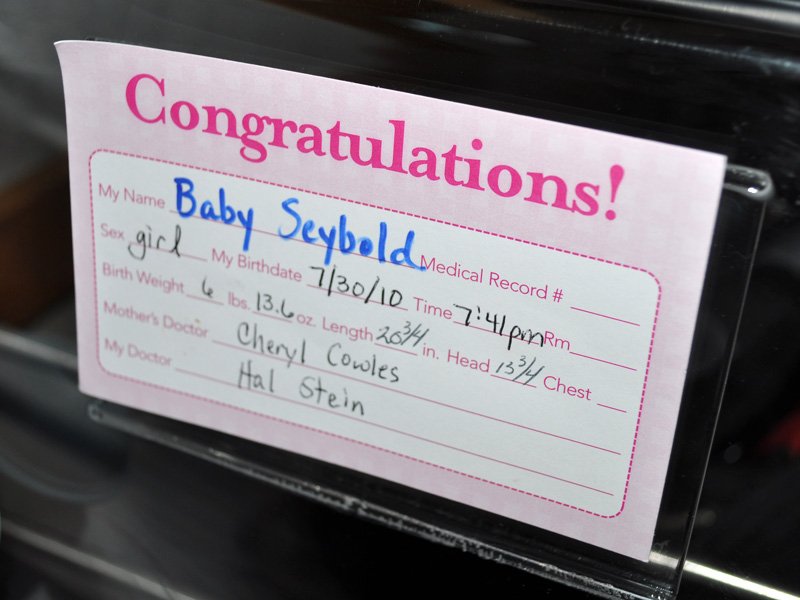 Congratulations!
My Name Baby Seybold Medical Record #
Sex girl My Birthdate 7/30/10 Time 7:41pm Rm
Birth Weight 6 lbs. 13.6 oz. Length 20 3/4 in. Head 13 3/4 Chest
Mother's Doctor Cheryl Cowles
My Doctor Hal Stein